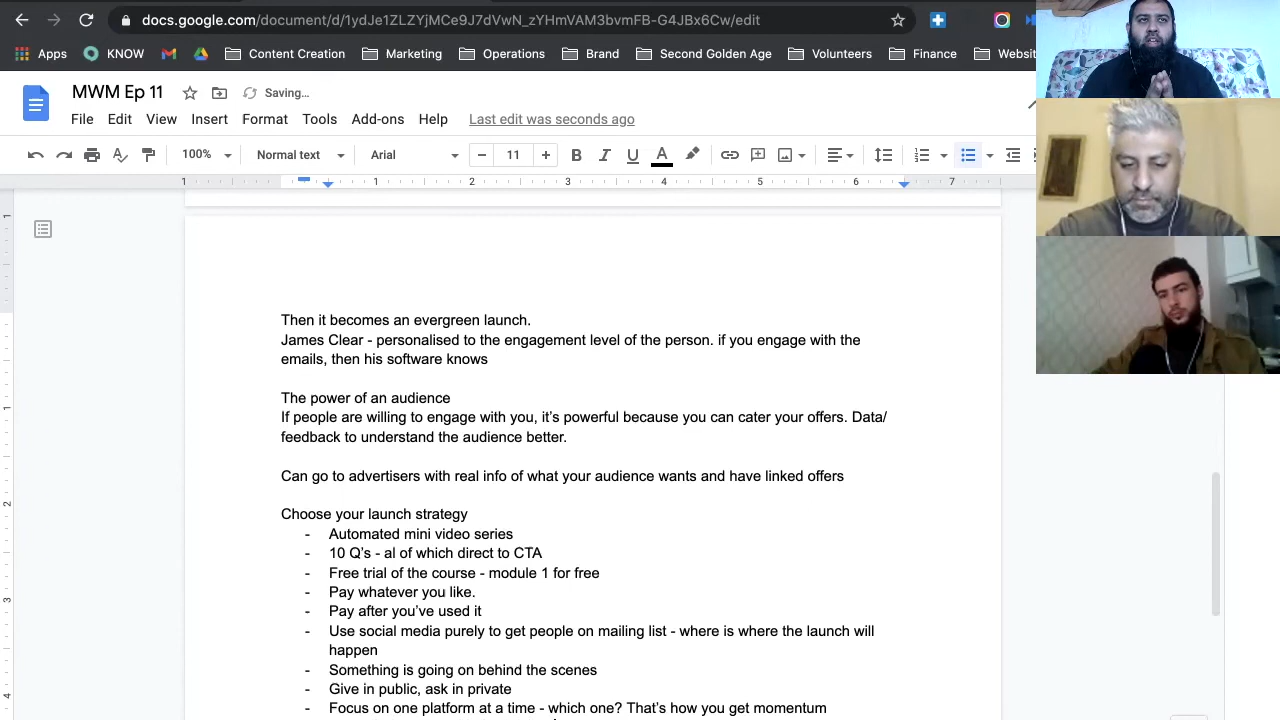 docs.google.com/document/d/1ydJe1ZLZYjMCe9J7dVwN_zYHmVAM3bvmFB-G4JBx6Cw/edit
Apps KNOW Content Creation Marketing Operations Brand Second Golden Age Volunteers Finance Websit
MWM Ep 11 Saving...
File Edit View Insert Format Tools Add-ons Help Last edit was seconds ago
100% Normal text Arial 11 B I U A
1 1 2 3 4 5 6 7
Then it becomes an evergreen launch.
James Clear - personalised to the engagement level of the person. if you engage with the
emails, then his software knows
The power of an audience
If people are willing to engage with you, it's powerful because you can cater your offers. Data/
feedback to understand the audience better.
Can go to advertisers with real info of what your audience wants and have linked offers
Choose your launch strategy
- Automated mini video series
- 10 Q's - al of which direct to CTA
- Free trial of the course - module 1 for free
- Pay whatever you like.
- Pay after you've used it
- Use social media purely to get people on mailing list - where is where the launch will
happen
- Something is going on behind the scenes
- Give in public, ask in private
- Focus on one platform at a time - which one? That's how you get momentum